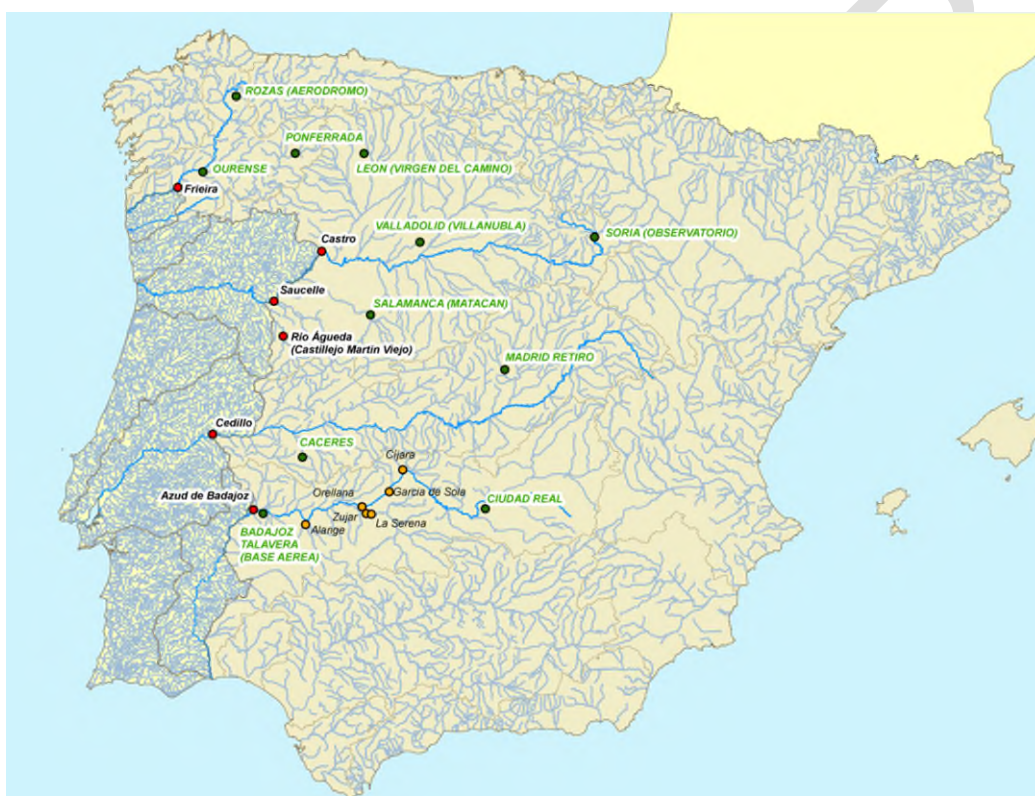 ROZAS (AERODROMO)
PONFERRADA
LEON (VIRGEN DEL CAMINO)
OURENSE
Frieira
VALLADOLID (VILLANUBLA)
SORIA (OBSERVATORIO)
Castro
Saucelle
SALAMANCA (MATACAN)
Río Águeda
(Castillejo Martín Viejo)
MADRID RETIRO
Cedillo
CACERES
Cijara
Orellana
García de Sola
Azud de Badajoz
Zujar
La Serena
CIUDAD REAL
Alange
BADAJOZ
TALAVERA
(BASE AEREA)